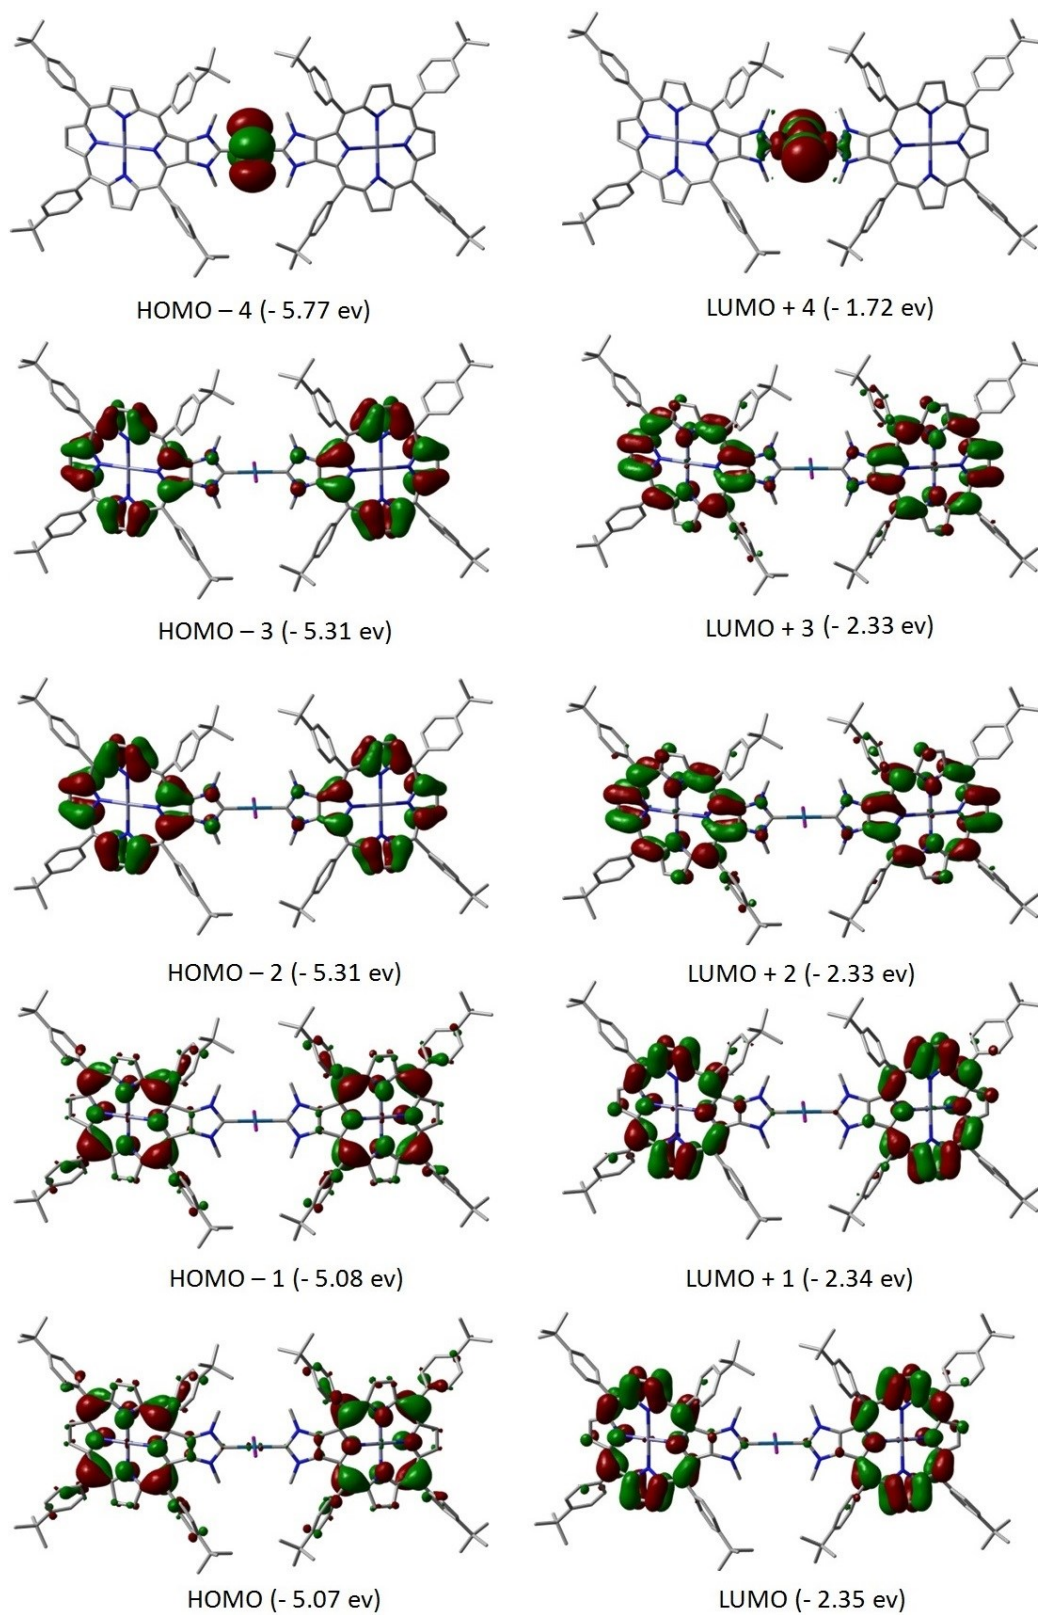 HOMO – 4 (- 5.77 ev)
LUMO + 4 (- 1.72 ev)
HOMO – 3 (- 5.31 ev)
LUMO + 3 (- 2.33 ev)
HOMO – 2 (- 5.31 ev)
LUMO + 2 (- 2.33 ev)
HOMO – 1 (- 5.08 ev)
LUMO + 1 (- 2.34 ev)
HOMO (- 5.07 ev)
LUMO (- 2.35 ev)